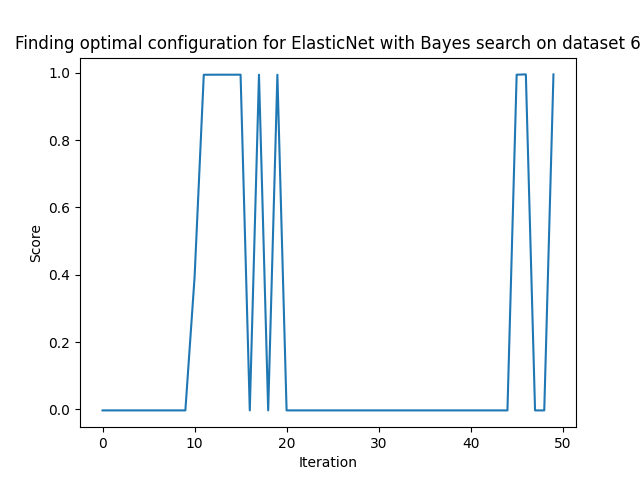 Finding optimal configuration for ElasticNet with Bayes search on dataset 6
1.0
0.8
0.6
0.4
0.2
0.0
Score
0 10 20 30 40 50
Iteration